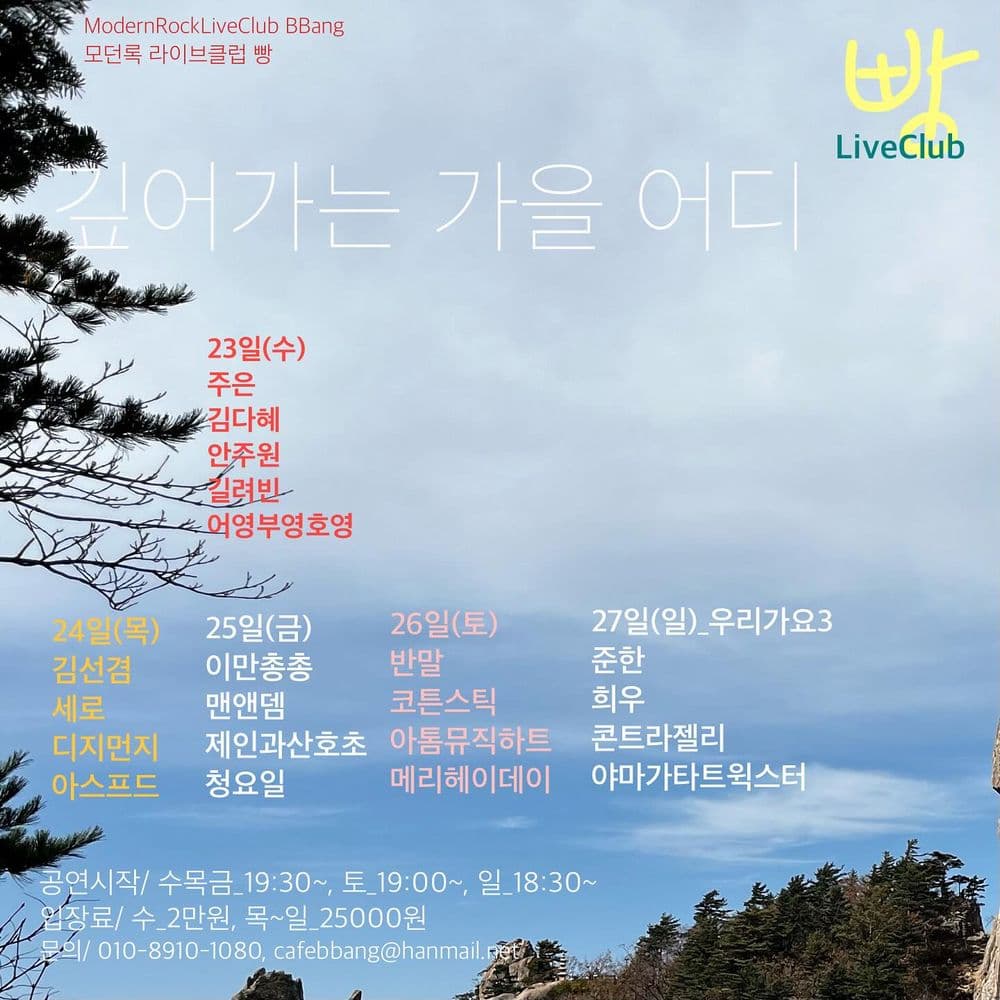 ModernRockLiveClub BBang
모던록 라이브클럽 빵
빵
LiveClub
깊어가는 가을 어디
23일(수)
주은
김다혜
안주원
길려빈
어영부영호영
24일(목)
김선겸
세로
디지먼지
아스프드
25일(금)
이만총총
맨앤뎀
제인과산호초
청요일
26일(토)
반말
코튼스틱
아톰뮤직하트
메리헤이데이
27일(일)_우리가요3
준한
희우
콘트라젤리
야마가타트윅스터
공연시작/ 수목금_19:30~, 토_19:00~, 일_18:30~
입장료/ 수_2만원, 목~일_25000원
문의/ 010-8910-1080, cafebbang@hanmail.net